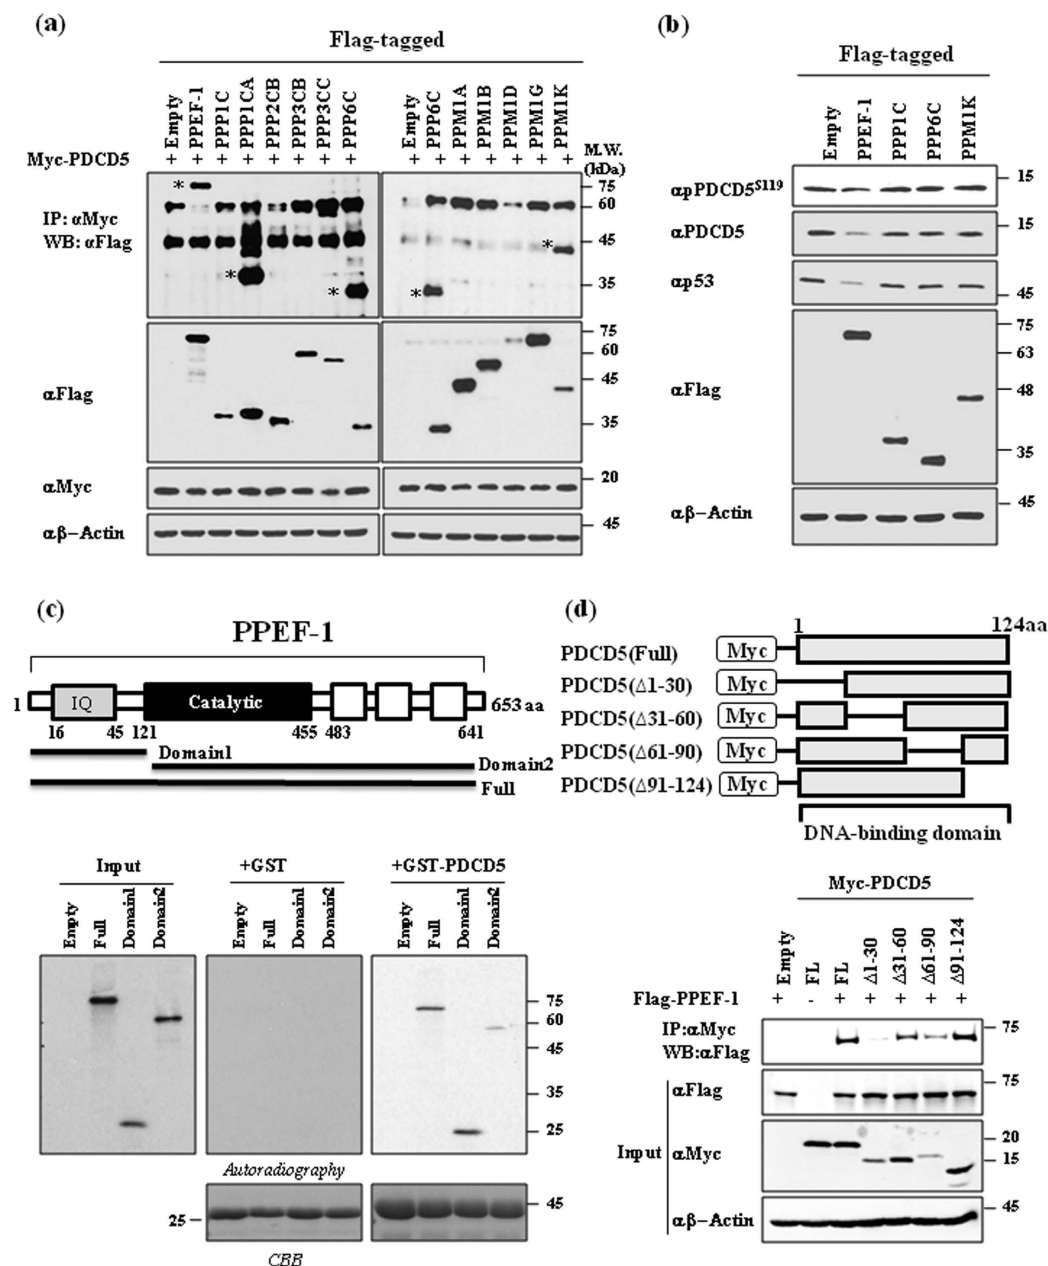 (a)
Flag-tagged
Empty
PPEF-1
PPP1C
PPP1CA
PPP2CB
PPP3CB
PPP3CC
PPP6C
Empty
PPP6C
PPM1A
PPM1B
PPM1D
PPM1G
PPM1K
Myc-PDCD5 + + + + + + + + + + + + + + +
M.W. (kDa)
IP: αMyc
WB: αFlag
*
*
*
*
*
75
60
45
35
αFlag
75
60
45
35
αMyc
20
αβ-Actin
45
(b)
Flag-tagged
Empty
PPEF-1
PPP1C
PPP6C
PPM1K
αpPDCD5S119
15
αPDCD5
15
αp53
45
αFlag
75
63
48
35
αβ-Actin
45
(c)
PPEF-1
1 IQ Catalytic 653 aa
16 45 121 455 483 641
Domain1
Domain2
Full
Input
+GST
+GST-PDCD5
Empty
Full
Domain1
Domain2
Empty
Full
Domain1
Domain2
Empty
Full
Domain1
Domain2
75
60
45
35
25
Autoradiography
25
45
CBB
(d)
1 124aa
PDCD5(Full) Myc
PDCD5(Δ1-30) Myc
PDCD5(Δ31-60) Myc
PDCD5(Δ61-90) Myc
PDCD5(Δ91-124) Myc
DNA-binding domain
Myc-PDCD5
Empty
FL
FL
Δ1-30
Δ31-60
Δ61-90
Δ91-124
Flag-PPEF-1 + - + + + + +
IP:αMyc
WB:αFlag
75
Input
αFlag
75
αMyc
20
15
αβ-Actin
45